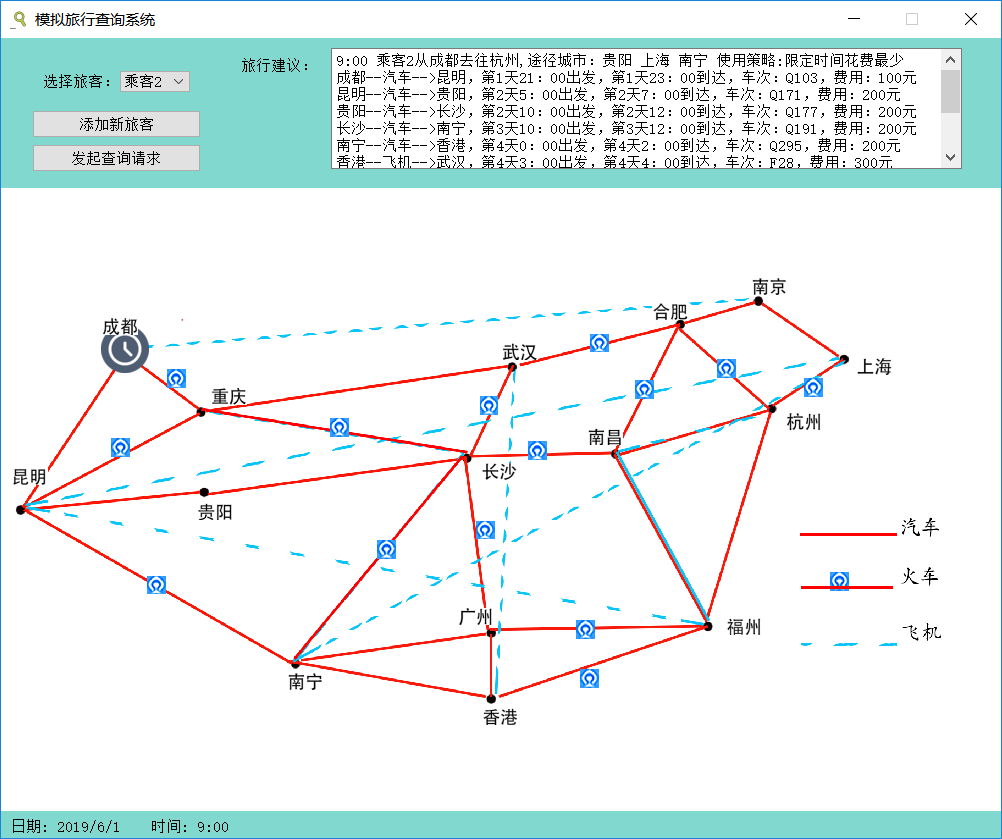 模拟旅行查询系统
选择旅客：
乘客2
添加新旅客
发起查询请求
旅行建议：
9:00 乘客2从成都去往杭州,途径城市：贵阳 上海 南宁 使用策略:限定时间花费最少
成都--汽车-->昆明，第1天21：00出发，第1天23：00到达，车次：Q103，费用：100元
昆明--汽车-->贵阳，第2天5：00出发，第2天7：00到达，车次：Q171，费用：200元
贵阳--汽车-->长沙，第2天10：00出发，第2天12：00到达，车次：Q177，费用：200元
长沙--汽车-->南宁，第3天10：00出发，第3天12：00到达，车次：Q191，费用：200元
南宁--汽车-->香港，第4天0：00出发，第4天2：00到达，车次：Q295，费用：200元
香港--飞机-->武汉，第4天3：00出发，第4天4：00到达，车次：F28，费用：300元
南京
合肥
成都
武汉
上海
重庆
杭州
南昌
长沙
昆明
贵阳
汽车
火车
广州
福州
飞机
南宁
香港
日期：2019/6/1
时间：9:00